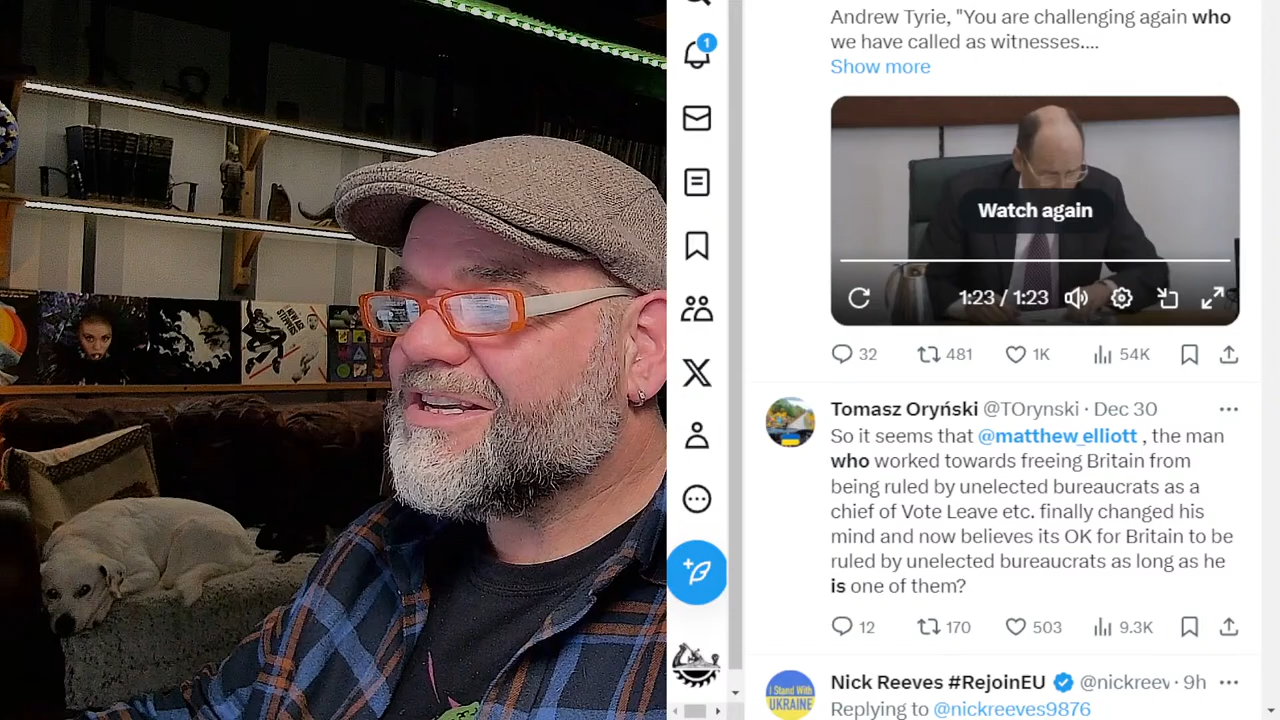 Andrew Tyrie, "You are challenging again who
we have called as witnesses....
Show more
1
Watch again
1:23 / 1:23
32 481 1K 54K
Tomasz Oryński @TOrynski · Dec 30
So it seems that @matthew_elliott , the man
who worked towards freeing Britain from
being ruled by unelected bureaucrats as a
chief of Vote Leave etc. finally changed his
mind and now believes its OK for Britain to be
ruled by unelected bureaucrats as long as he
is one of them?
12 170 503 9.3K
Nick Reeves #RejoinEU @nickreev · 9h
I Stand With
UKRAINE
Replying to @nickreeves9876